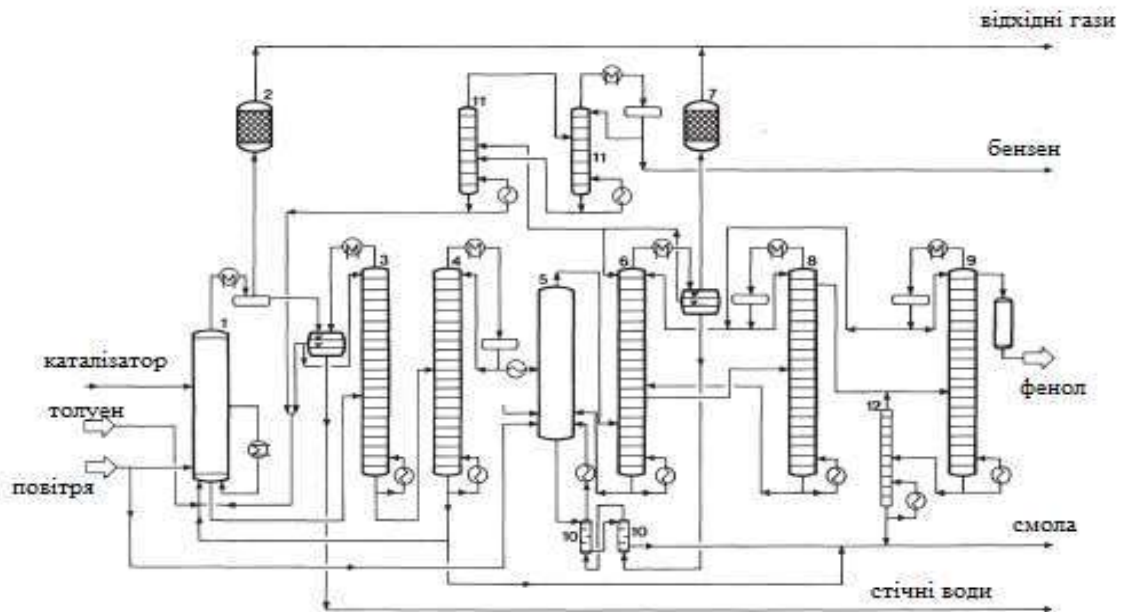 відхідні гази
2
11
7
11
бензен
3
4
6
8
9
5
1
каталізатор
толуен
фенол
12
повітря
10
10
смола
стічні води